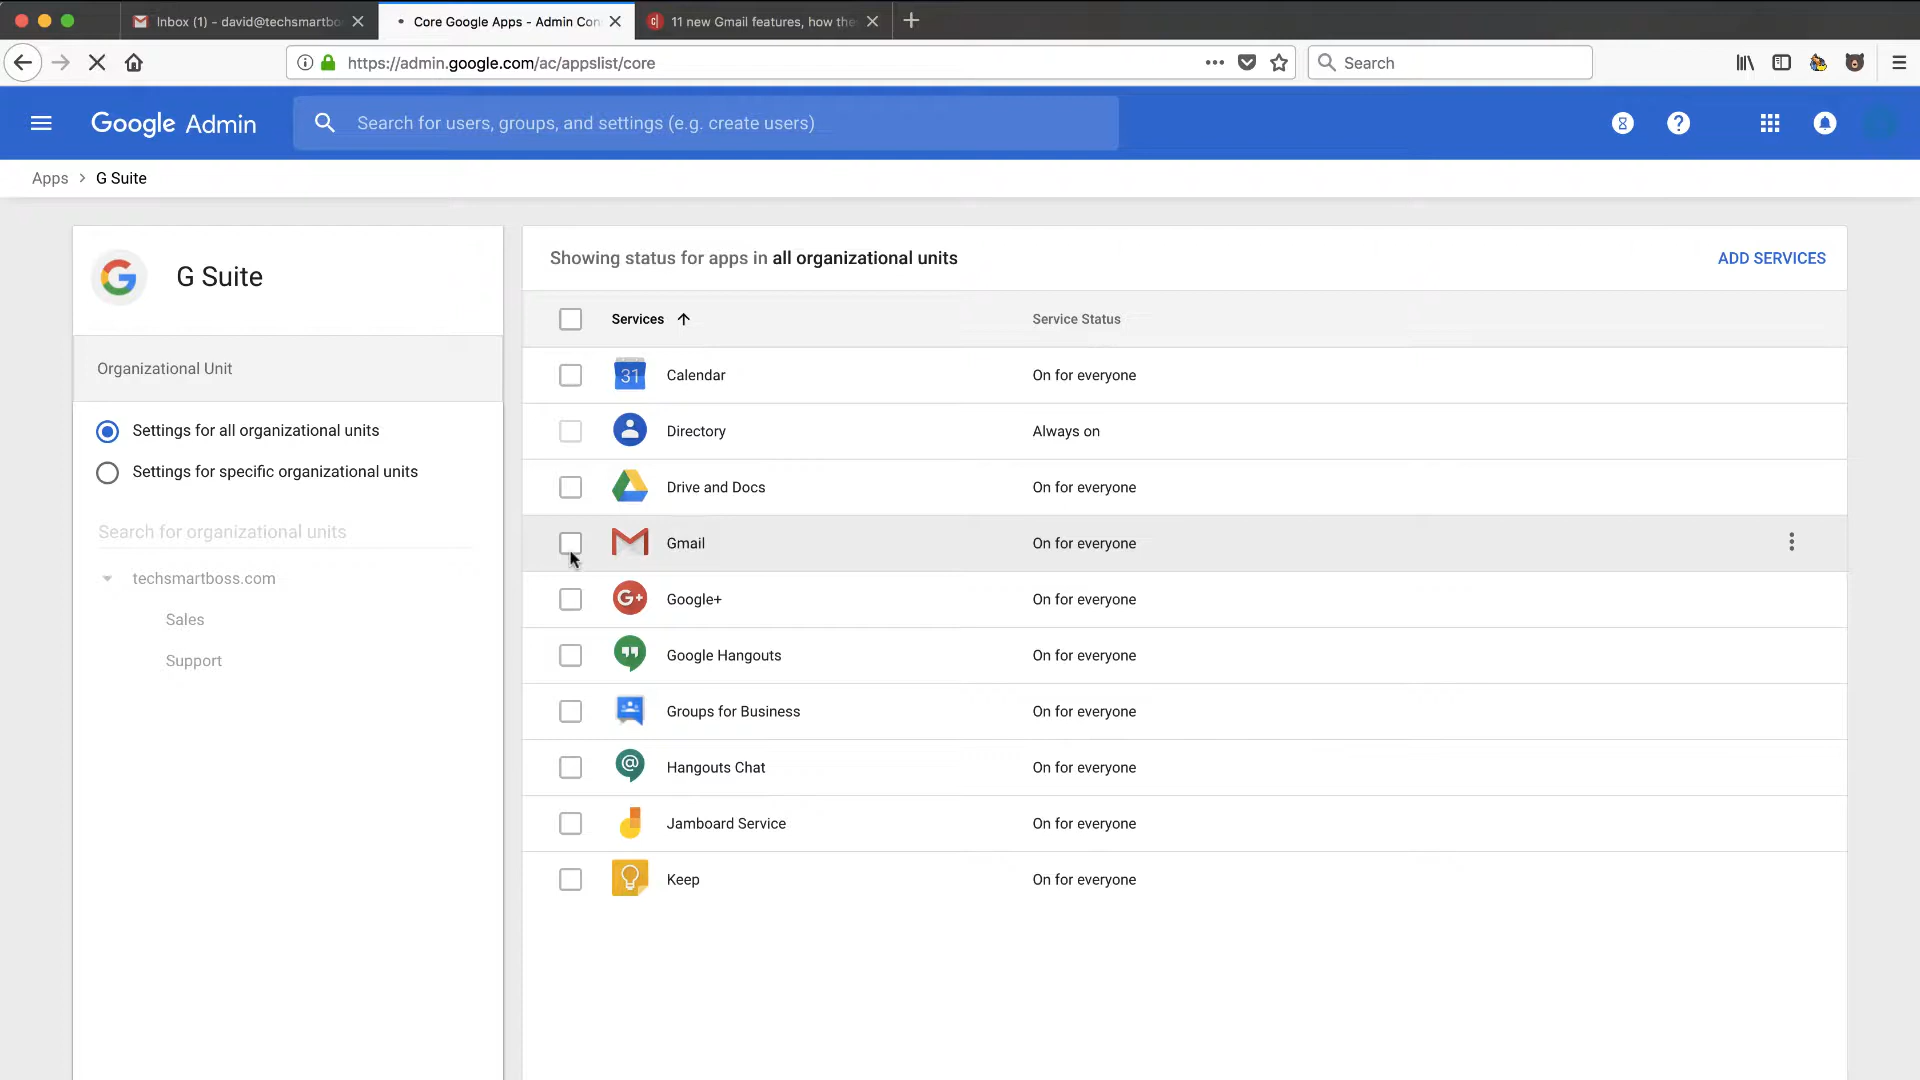 Inbox (1) - david@techsmartbo
Core Google Apps - Admin Con
11 new Gmail features, how the
https://admin.google.com/ac/appslist/core
Search
Google Admin
Search for users, groups, and settings (e.g. create users)
Apps > G Suite
G Suite
Organizational Unit
Settings for all organizational units
Settings for specific organizational units
Search for organizational units
techsmartboss.com
Sales
Support
Showing status for apps in all organizational units
ADD SERVICES
Services
Service Status
31
Calendar
On for everyone
Directory
Always on
Drive and Docs
On for everyone
Gmail
On for everyone
G+
Google+
On for everyone
Google Hangouts
On for everyone
Groups for Business
On for everyone
@
Hangouts Chat
On for everyone
Jamboard Service
On for everyone
Keep
On for everyone